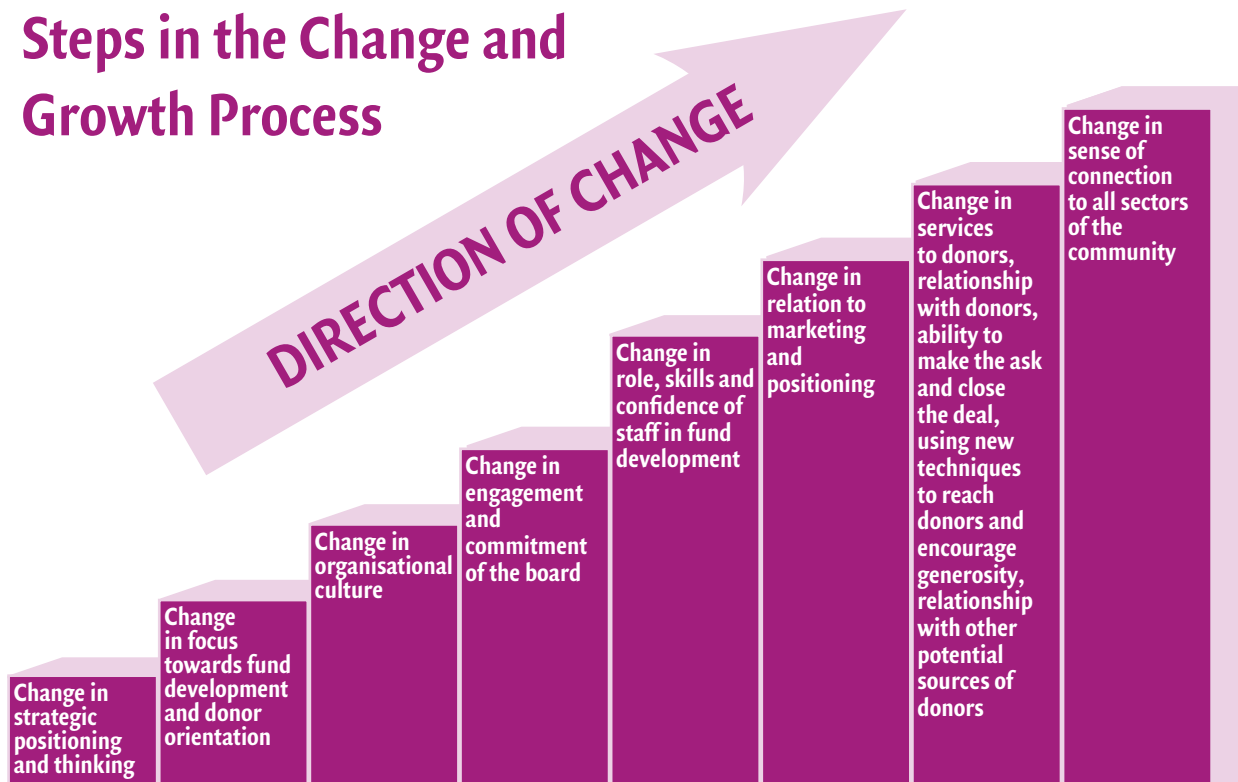 Steps in the Change and
Growth Process
DIRECTION OF CHANGE
Change in
strategic
positioning
and thinking
Change
in focus
towards fund
development
and donor
orientation
Change in
organisational
culture
Change in
engagement
and
commitment
of the board
Change in
role, skills and
confidence of
staff in fund
development
Change in
relation to
marketing
and
positioning
Change in
services
to donors,
relationship
with donors,
ability to
make the ask
and close
the deal,
using new
techniques
to reach
donors and
encourage
generosity,
relationship
with other
potential
sources of
donors
Change in
sense of
connection
to all sectors
of the
community